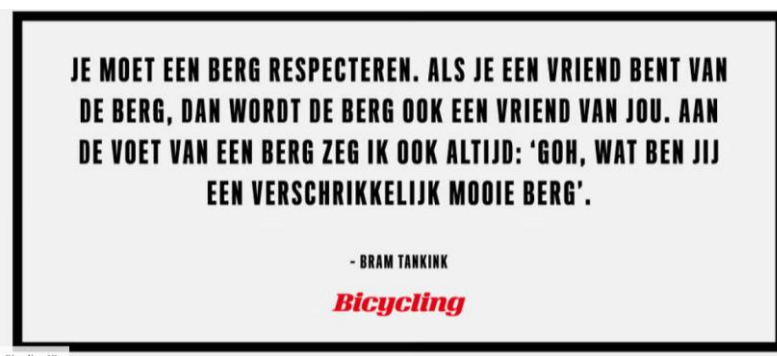 JE MOET EEN BERG RESPECTEREN. ALS JE EEN VRIEND BENT VAN
DE BERG, DAN WORDT DE BERG OOK EEN VRIEND VAN JOU. AAN
DE VOET VAN EEN BERG ZEG IK OOK ALTIJD: ‘GOH, WAT BEN JIJ
EEN VERSCHRIKKELIJK MOOIE BERG’.
- BRAM TANKINK
Bicycling